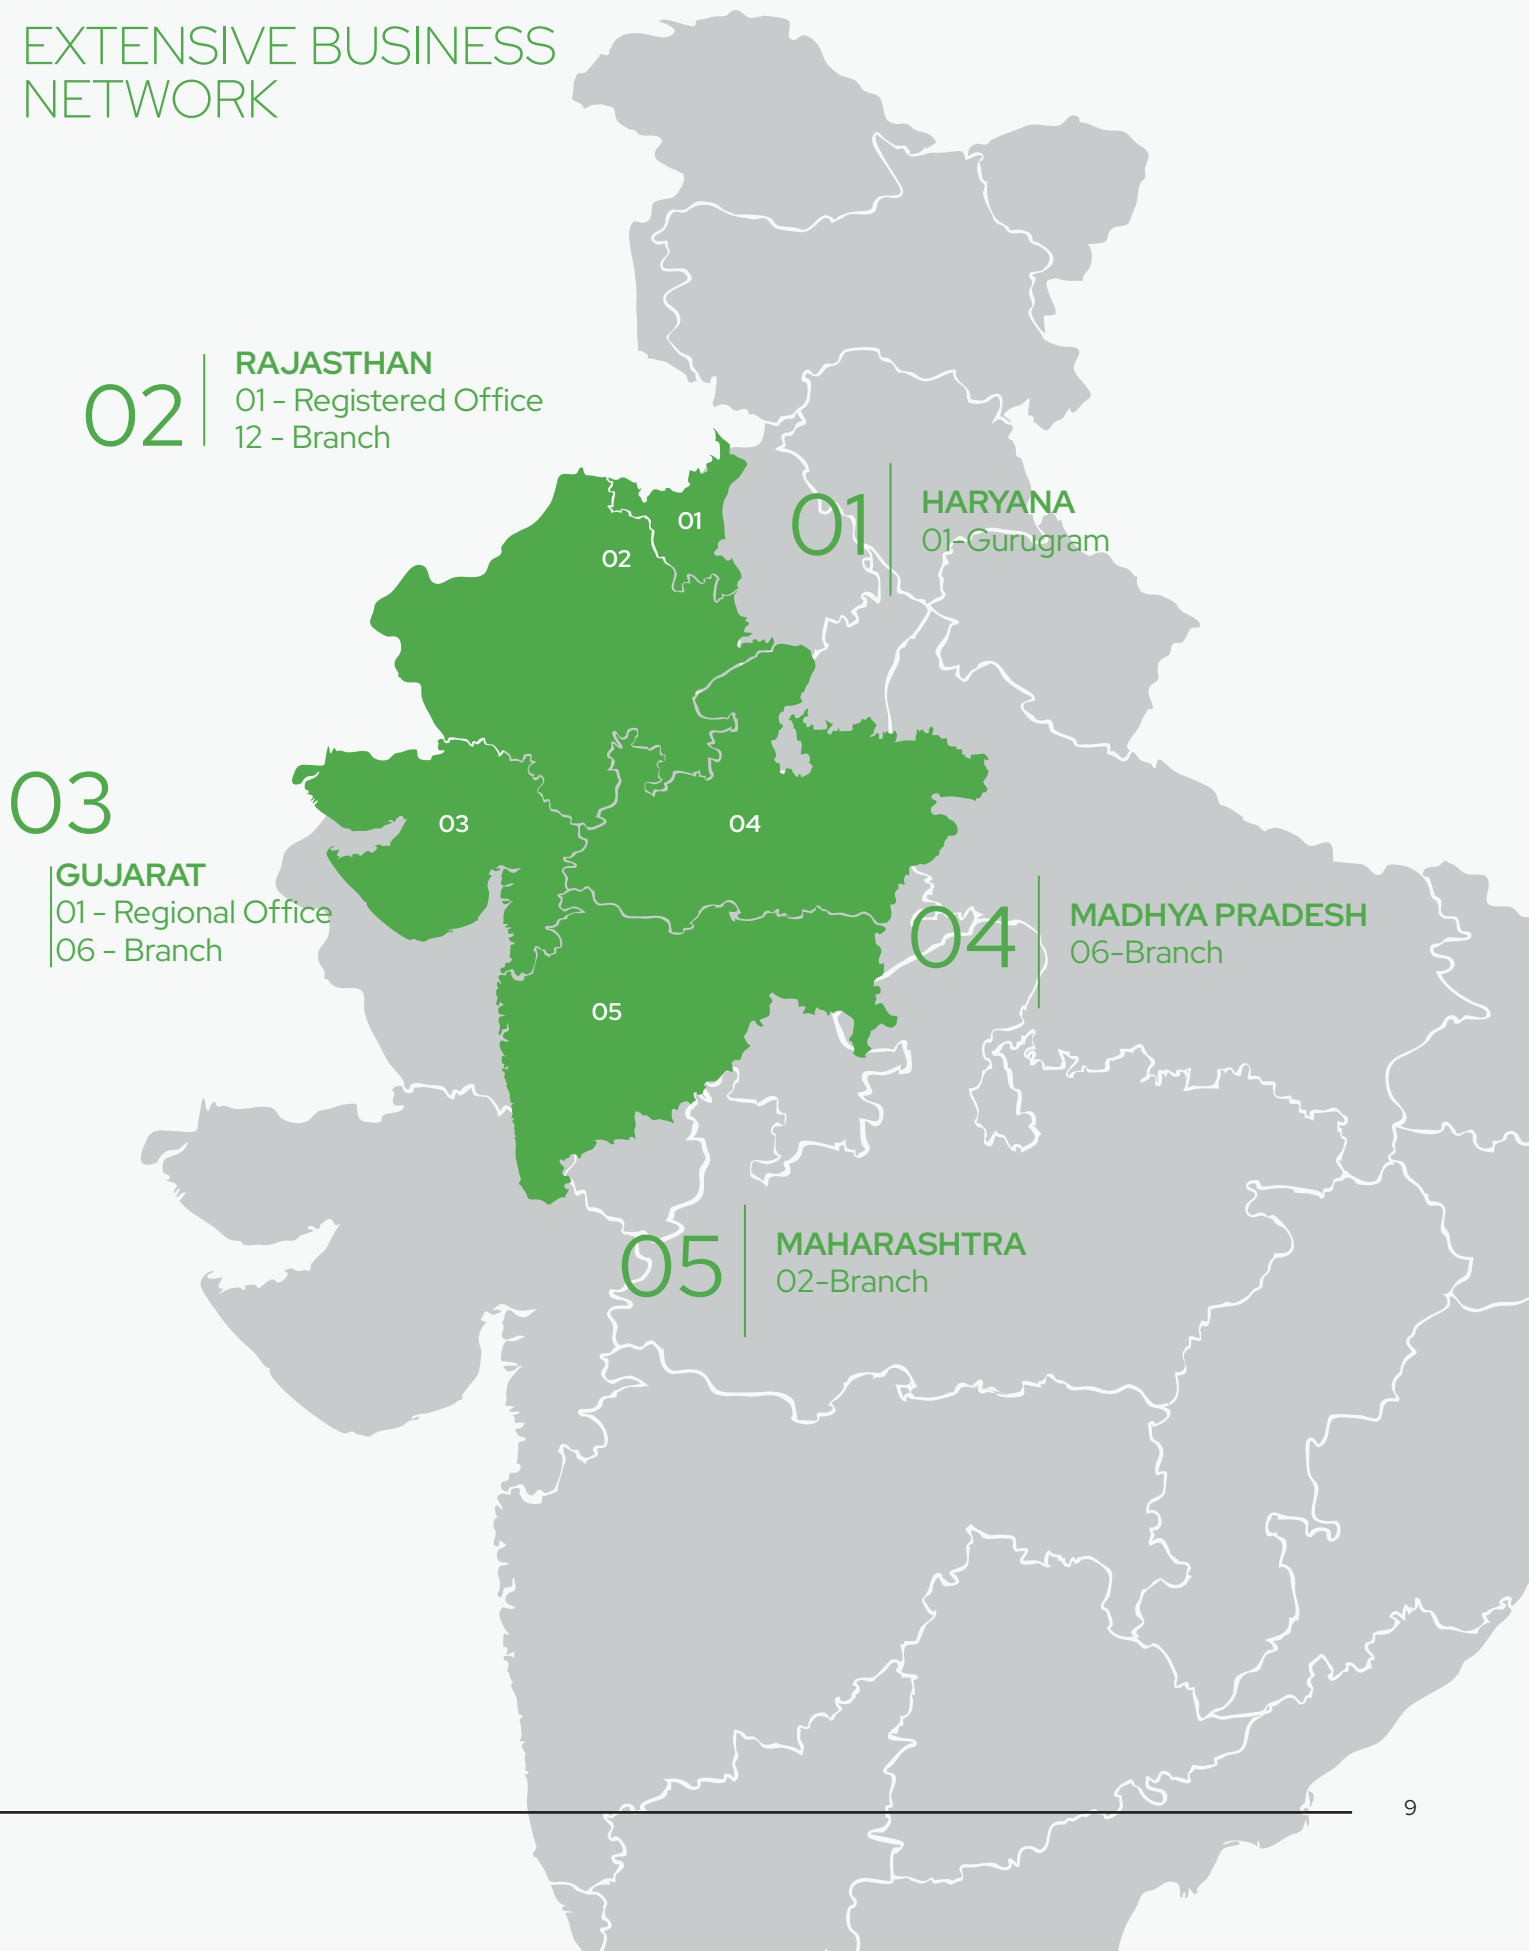 EXTENSIVE BUSINESS
NETWORK
02
RAJASTHAN
01 - Registered Office
12 - Branch
01
HARYANA
01-Gurugram
01
02
03
GUJARAT
01 - Regional Office
06 - Branch
03
04
04
MADHYA PRADESH
06-Branch
05
05
MAHARASHTRA
02-Branch
9